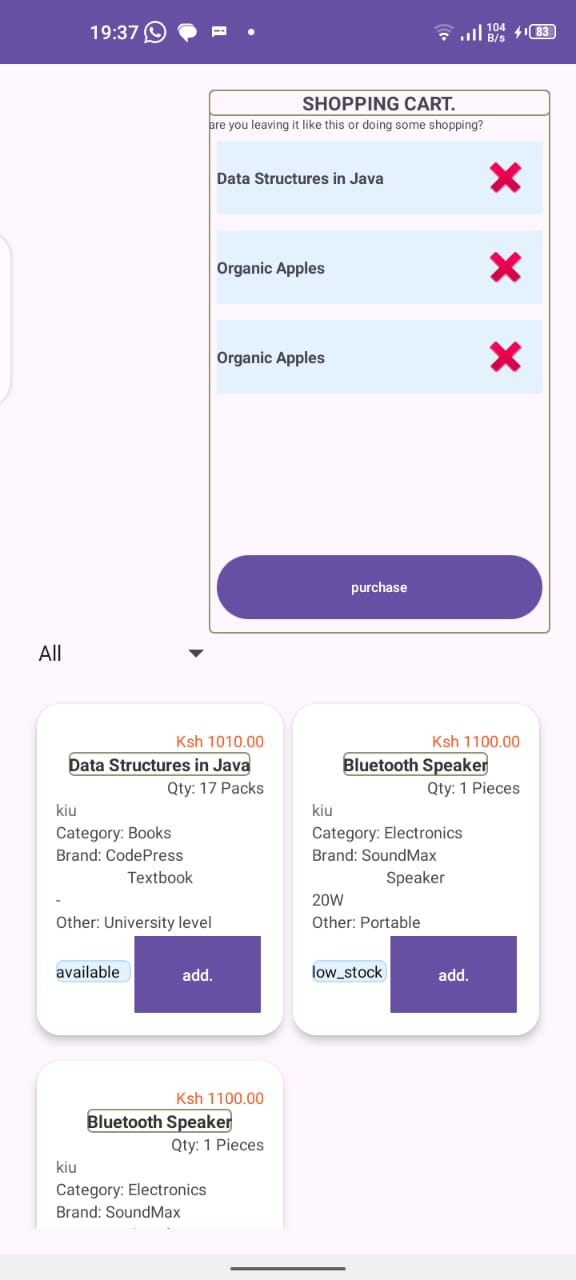 19:37
104
B/s
83
SHOPPING CART.
are you leaving it like this or doing some shopping?
Data Structures in Java
Organic Apples
Organic Apples
purchase
All
Ksh 1010.00
Data Structures in Java
Qty: 17 Packs
kiu
Category: Books
Brand: CodePress
Textbook
-
Other: University level
available
add.
Ksh 1100.00
Bluetooth Speaker
Qty: 1 Pieces
kiu
Category: Electronics
Brand: SoundMax
Speaker
20W
Other: Portable
low_stock
add.
Ksh 1100.00
Bluetooth Speaker
Qty: 1 Pieces
kiu
Category: Electronics
Brand: SoundMax